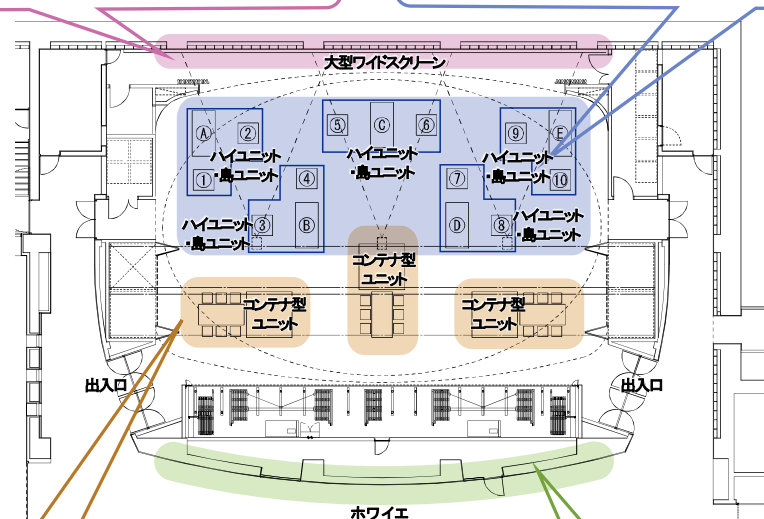 大型ワイドスクリーン
Ⓐ ②
①
ハイユニット
・島ユニット
⑤ Ⓒ ⑥
ハイユニット
・島ユニット
⑨ Ⓔ
⑩
ハイユニット
・島ユニット
④
③ Ⓑ
ハイユニット
・島ユニット
⑦
Ⓓ ⑧
ハイユニット
・島ユニット
コンテナ型
ユニット
コンテナ型
ユニット
コンテナ型
ユニット
出入口
出入口
ホワイエ